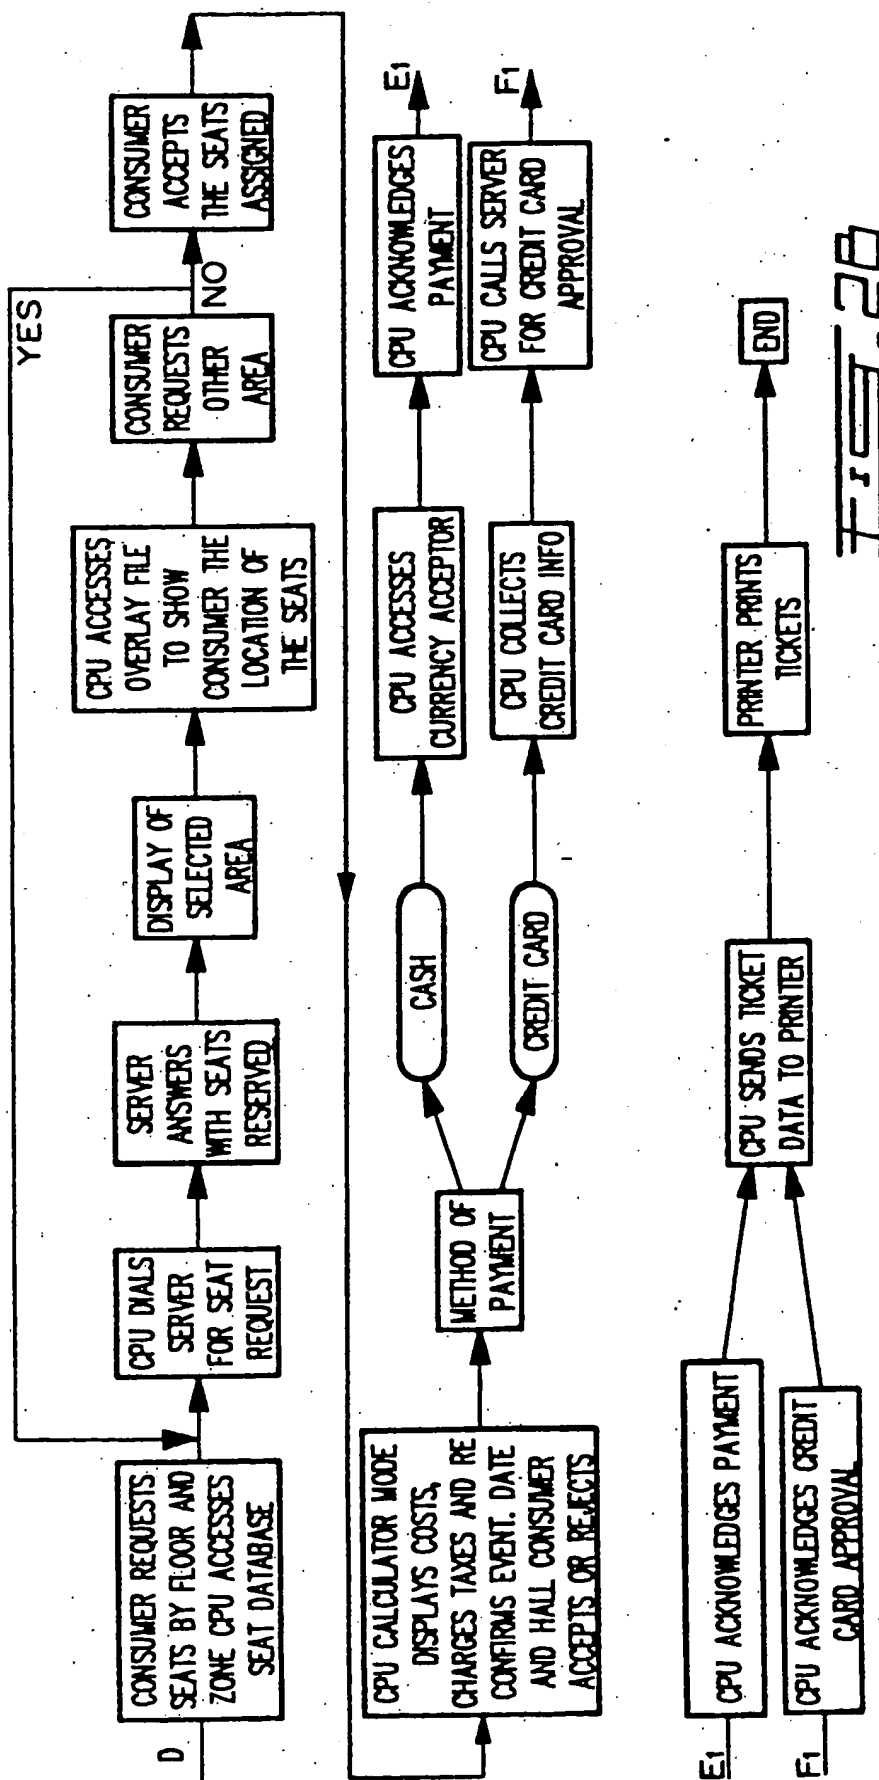 D
CONSUMER REQUESTS
SEATS BY FLOOR AND
ZONE CPU ACCESSES
SEAT DATABASE
CPU DIALS
SERVER
FOR SEAT
REQUEST
SERVER
ANSWERS
WITH SEATS
RESERVED
DISPLAY OF
SELECTED
AREA
CPU ACCESSES
OVERLAY FILE
TO SHOW
CONSUMER THE
LOCATION OF
THE SEATS
CONSUMER
REQUESTS
OTHER
AREA
YES
NO
CONSUMER
ACCEPTS
THE SEATS
ASSIGNED
CPU CALCULATOR MODE
DISPLAYS COSTS,
CHARGES TAXES AND RE
CONFIRMS EVENT. DATE
AND HALL CONSUMER
ACCEPTS OR REJECTS
METHOD OF
PAYMENT
CASH
CPU ACCESSES
CURRENCY ACCEPTOR
CPU ACKNOWLEDGES
PAYMENT
E1
CREDIT CARD
CPU COLLECTS
CREDIT CARD INFO
CPU CALLS SERVER
FOR CREDIT CARD
APPROVAL
F1
E1
CPU ACKNOWLEDGES PAYMENT
F1
CPU ACKNOWLEDGES CREDIT
CARD APPROVAL
CPU SENDS TICKET
DATA TO PRINTER
PRINTER PRINTS
TICKETS
END
FIG. 2B